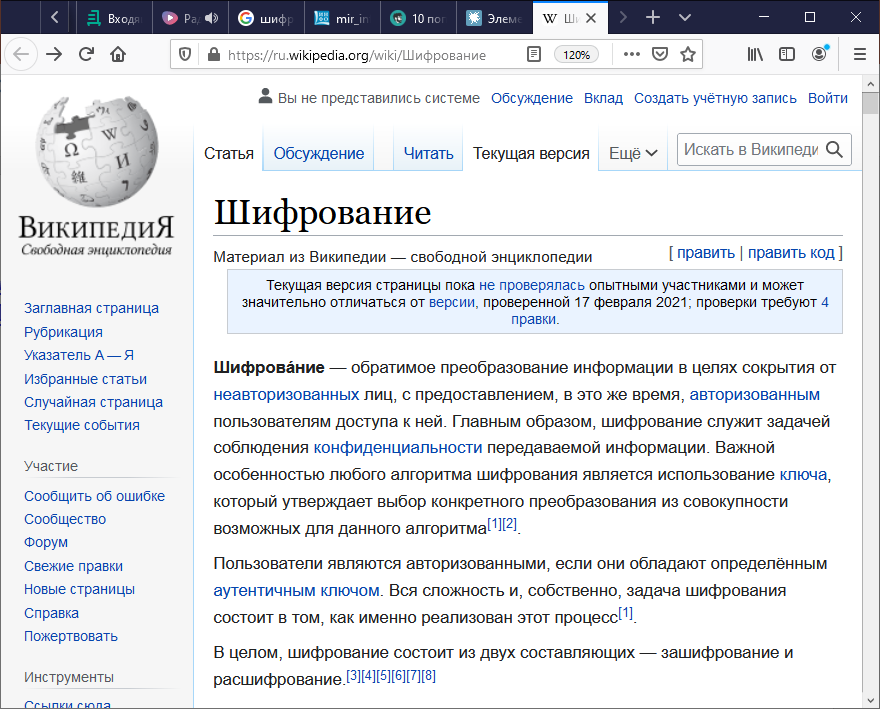 Входя
Ра
шифр
mir_in
10 поп
Элеме
W Ши
https://ru.wikipedia.org/wiki/Шифрование
120%
Вы не представились системе Обсуждение Вклад Создать учётную запись Войти
Статья Обсуждение Читать Текущая версия Ещё Искать в Википеди
ВикипедиЯ
Свободная энциклопедия
Заглавная страница
Рубрикация
Указатель А — Я
Избранные статьи
Случайная страница
Текущие события
Участие
Сообщить об ошибке
Сообщество
Форум
Свежие правки
Новые страницы
Справка
Пожертвовать
Инструменты
Ссылки сюда
Шифрование
Материал из Википедии — свободной энциклопедии
[ править | править код ]
Текущая версия страницы пока не проверялась опытными участниками и может
значительно отличаться от версии, проверенной 17 февраля 2021; проверки требуют 4
правки.
Шифрова́ние — обратимое преобразование информации в целях сокрытия от
неавторизованных лиц, с предоставлением, в это же время, авторизованным
пользователям доступа к ней. Главным образом, шифрование служит задачей
соблюдения конфиденциальности передаваемой информации. Важной
особенностью любого алгоритма шифрования является использование ключа,
который утверждает выбор конкретного преобразования из совокупности
возможных для данного алгоритма[1][2].
Пользователи являются авторизованными, если они обладают определённым
аутентичным ключом. Вся сложность и, собственно, задача шифрования
состоит в том, как именно реализован этот процесс[1].
В целом, шифрование состоит из двух составляющих — зашифрование и
расшифрование.[3][4][5][6][7][8]